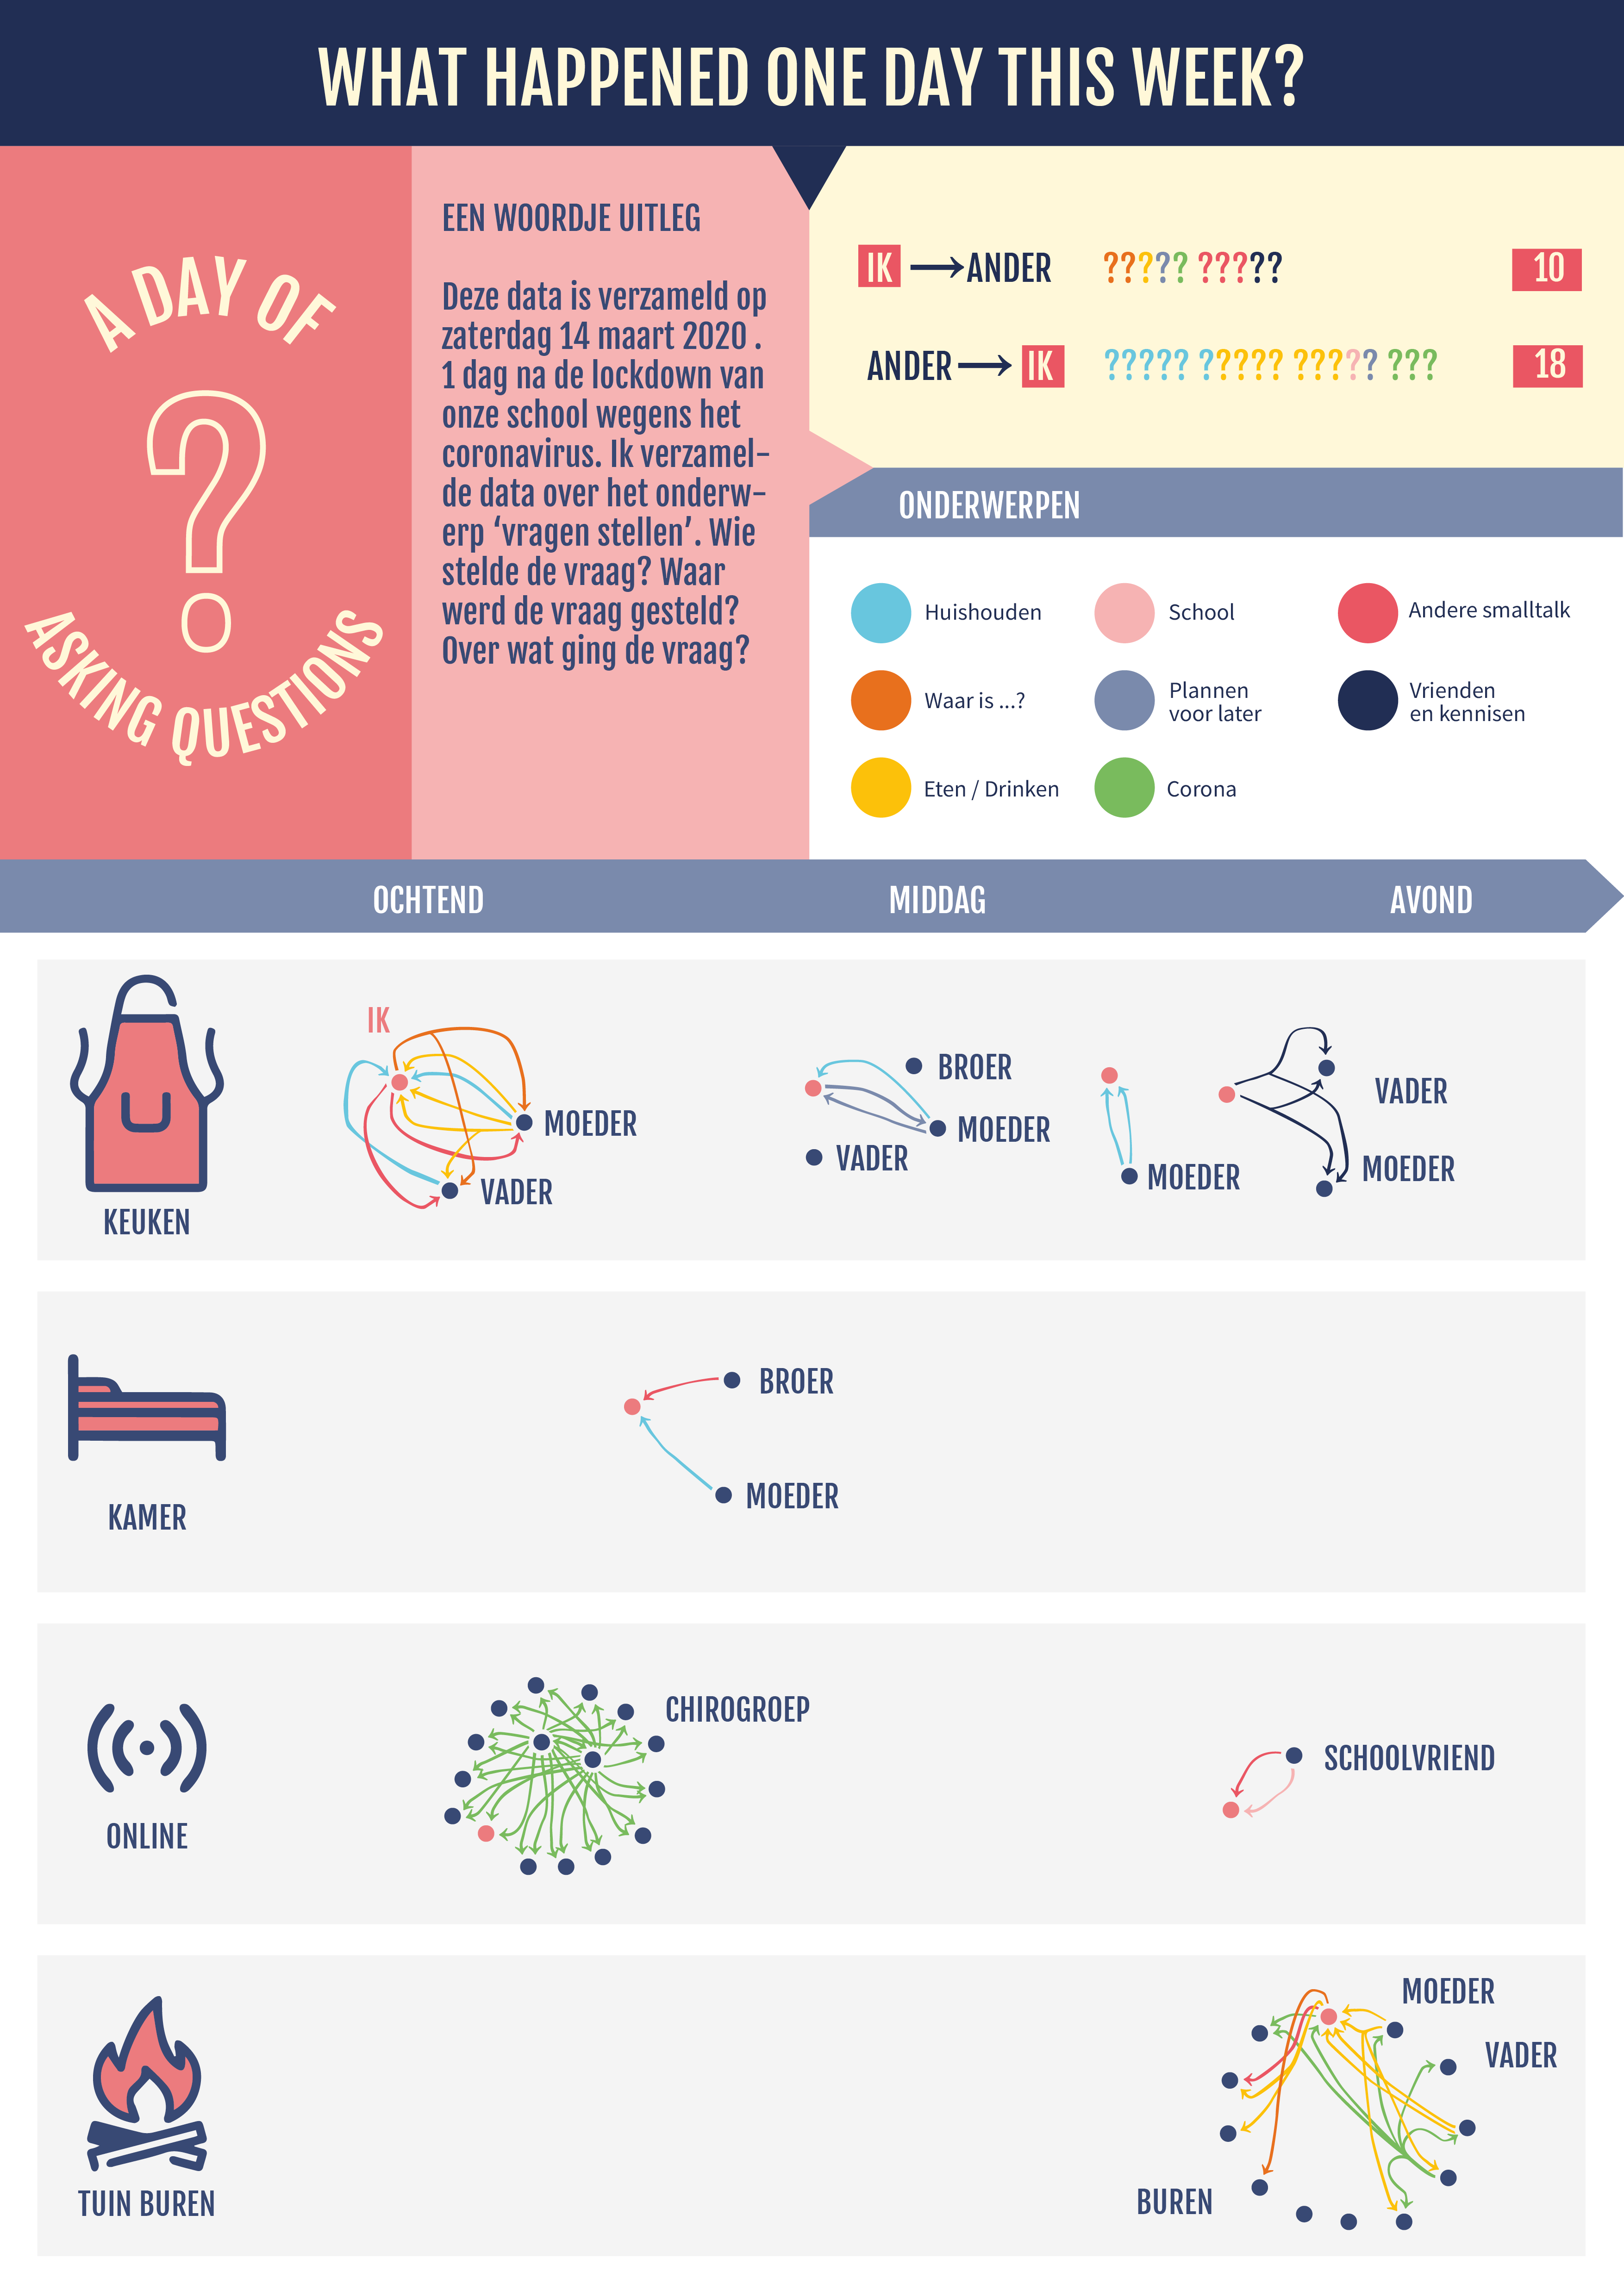 WHAT HAPPENED ONE DAY THIS WEEK?
A DAY OF
?
ASKING QUESTIONS
EEN WOORDJE UITLEG
Deze data is verzameld op
zaterdag 14 maart 2020 .
1 dag na de lockdown van
onze school wegens het
coronavirus. Ik verzamel-
de data over het onderw-
erp ‘vragen stellen’. Wie
stelde de vraag? Waar
werd de vraag gesteld?
Over wat ging de vraag?
IK → ANDER ????? ????? 10
ANDER → IK ????? ????? ????? ??? 18
ONDERWERPEN
Huishouden
School
Andere smalltalk
Waar is ...?
Plannen
voor later
Vrienden
en kennisen
Eten / Drinken
Corona
OCHTEND
MIDDAG
AVOND
KEUKEN
IK
MOEDER
VADER
BROER
MOEDER
VADER
MOEDER
VADER
MOEDER
KAMER
BROER
MOEDER
ONLINE
CHIROGROEP
SCHOOLVRIEND
TUIN BUREN
MOEDER
VADER
BUREN